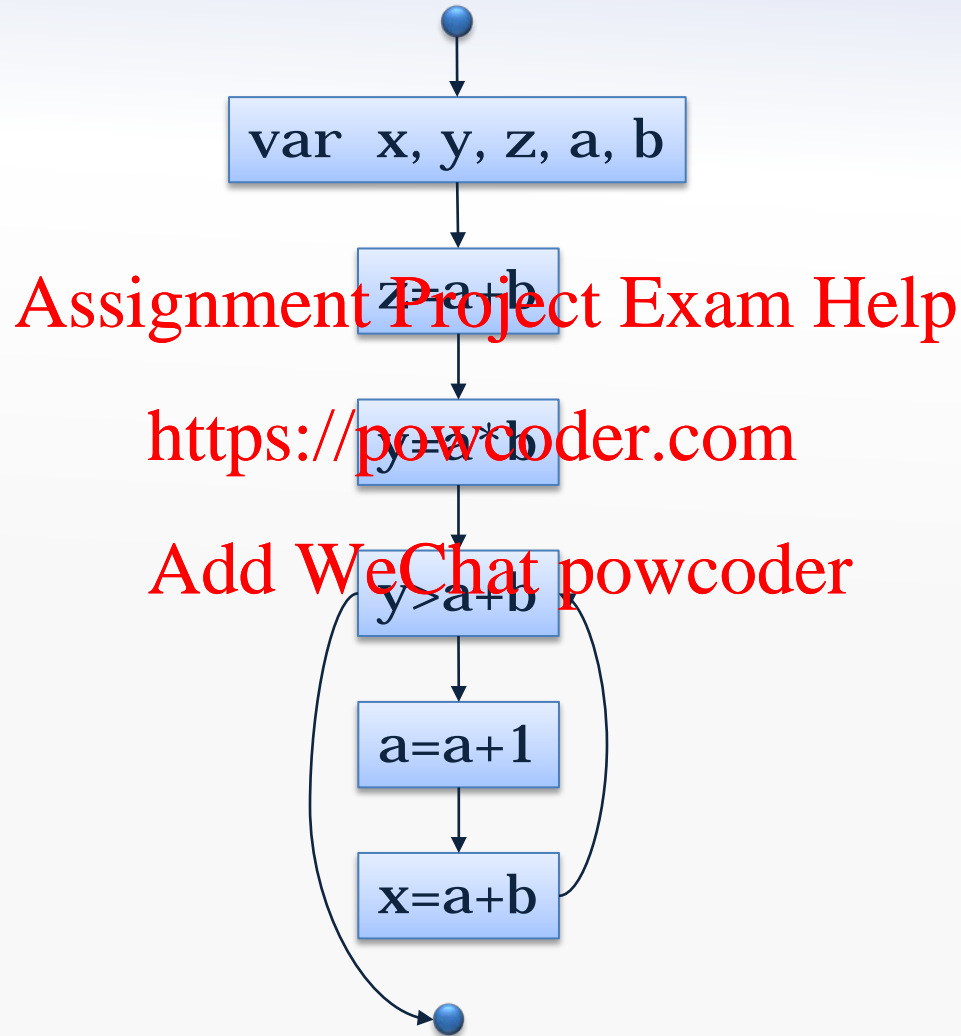 var x, y, z, a, b
z=a+b
Assignment Project Exam Help
y=a*b
https://powcoder.com
y>a+b
Add WeChat powcoder
a=a+1
x=a+b